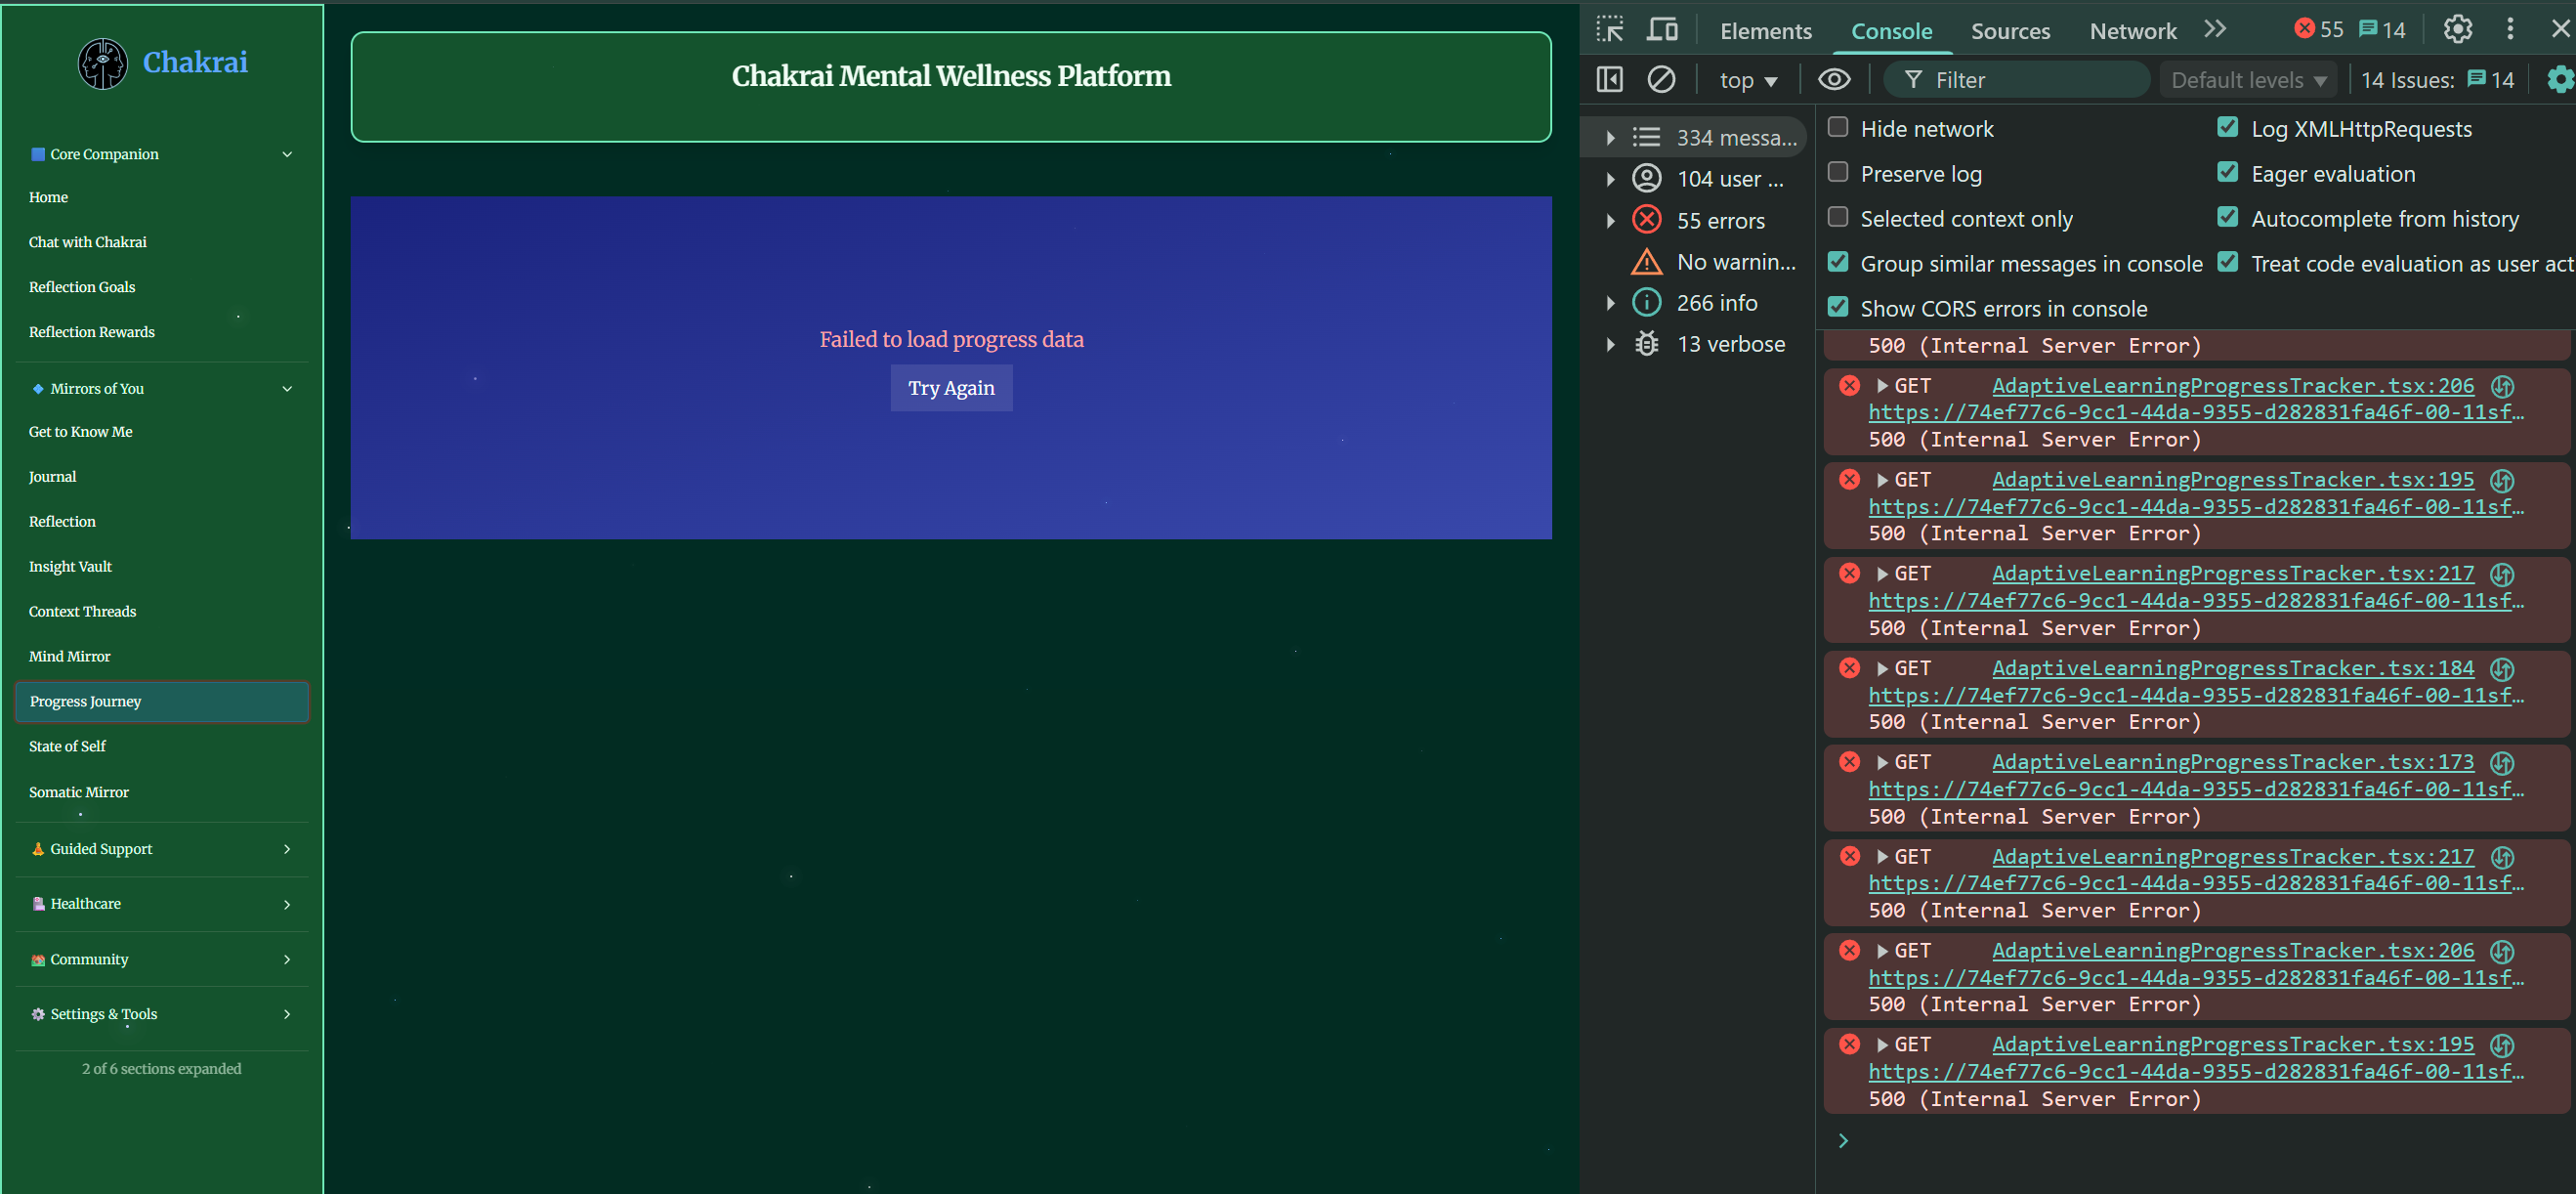 Chakrai
Core Companion
Home
Chat with Chakrai
Reflection Goals
Reflection Rewards
Mirrors of You
Get to Know Me
Journal
Reflection
Insight Vault
Context Threads
Mind Mirror
Progress Journey
State of Self
Somatic Mirror
Guided Support
Healthcare
Community
Settings & Tools
2 of 6 sections expanded
Chakrai Mental Wellness Platform
Failed to load progress data
Try Again
Elements
Console
Sources
Network
55
14
top
Filter
Default levels
14 Issues:
14
334 messa...
104 user ...
55 errors
No warnin...
266 info
13 verbose
Hide network
Log XMLHttpRequests
Preserve log
Eager evaluation
Selected context only
Autocomplete from history
Group similar messages in console
Treat code evaluation as user act
Show CORS errors in console
500 (Internal Server Error)
GET AdaptiveLearningProgressTracker.tsx:206
https://74ef77c6-9cc1-44da-9355-d282831fa46f-00-11sf…
500 (Internal Server Error)
GET AdaptiveLearningProgressTracker.tsx:195
https://74ef77c6-9cc1-44da-9355-d282831fa46f-00-11sf…
500 (Internal Server Error)
GET AdaptiveLearningProgressTracker.tsx:217
https://74ef77c6-9cc1-44da-9355-d282831fa46f-00-11sf…
500 (Internal Server Error)
GET AdaptiveLearningProgressTracker.tsx:184
https://74ef77c6-9cc1-44da-9355-d282831fa46f-00-11sf…
500 (Internal Server Error)
GET AdaptiveLearningProgressTracker.tsx:173
https://74ef77c6-9cc1-44da-9355-d282831fa46f-00-11sf…
500 (Internal Server Error)
GET AdaptiveLearningProgressTracker.tsx:217
https://74ef77c6-9cc1-44da-9355-d282831fa46f-00-11sf…
500 (Internal Server Error)
GET AdaptiveLearningProgressTracker.tsx:206
https://74ef77c6-9cc1-44da-9355-d282831fa46f-00-11sf…
500 (Internal Server Error)
GET AdaptiveLearningProgressTracker.tsx:195
https://74ef77c6-9cc1-44da-9355-d282831fa46f-00-11sf…
500 (Internal Server Error)